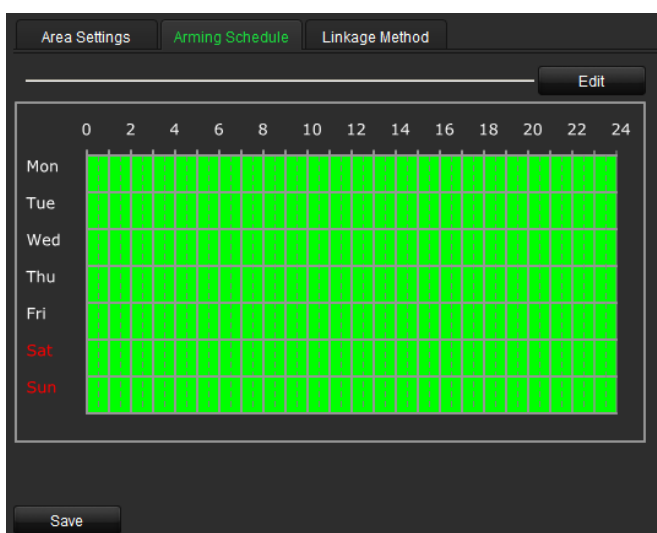 Area Settings Arming Schedule Linkage Method
Edit
0 2 4 6 8 10 12 14 16 18 20 22 24
Mon
Tue
Wed
Thu
Fri
Sat
Sun
Save